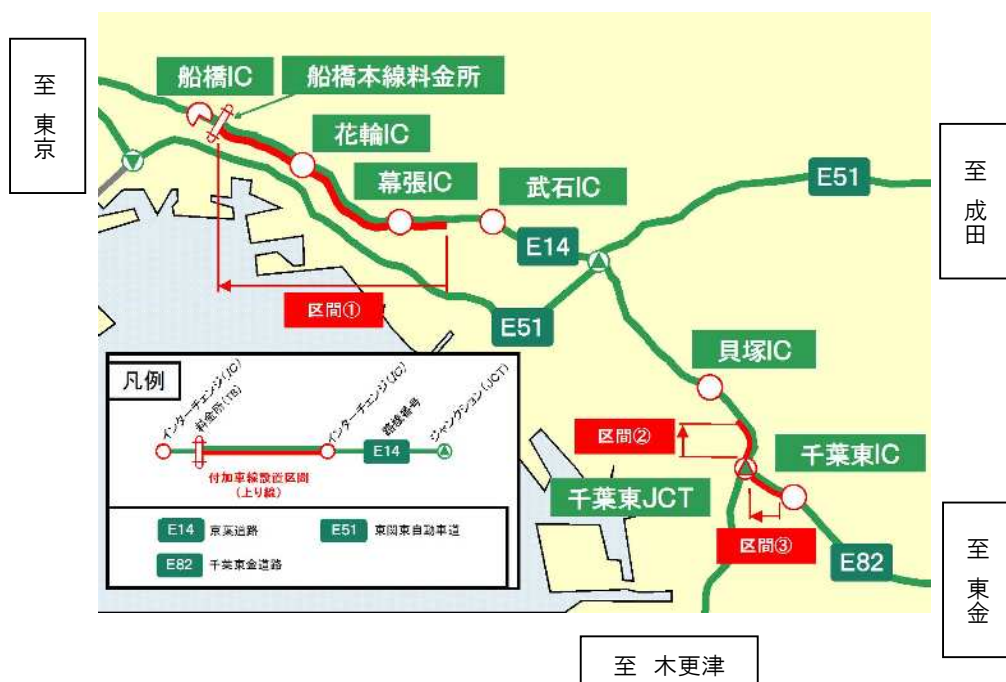 至 東京
船橋IC
船橋本線料金所
花輪IC
幕張IC
武石IC
E51
至 成田
E14
区間①
E51
貝塚IC
区間②
千葉東IC
千葉東JCT
区間③
E82
至 東金
至 木更津
凡例
インターチェンジ(IC)
料金所(TB)
インターチェンジ(IC)
路線番号
ジャンクション(JCT)
E14
付加車線設置区間
(上り線)
E14 京葉道路
E51 東関東自動車道
E82 千葉東金道路